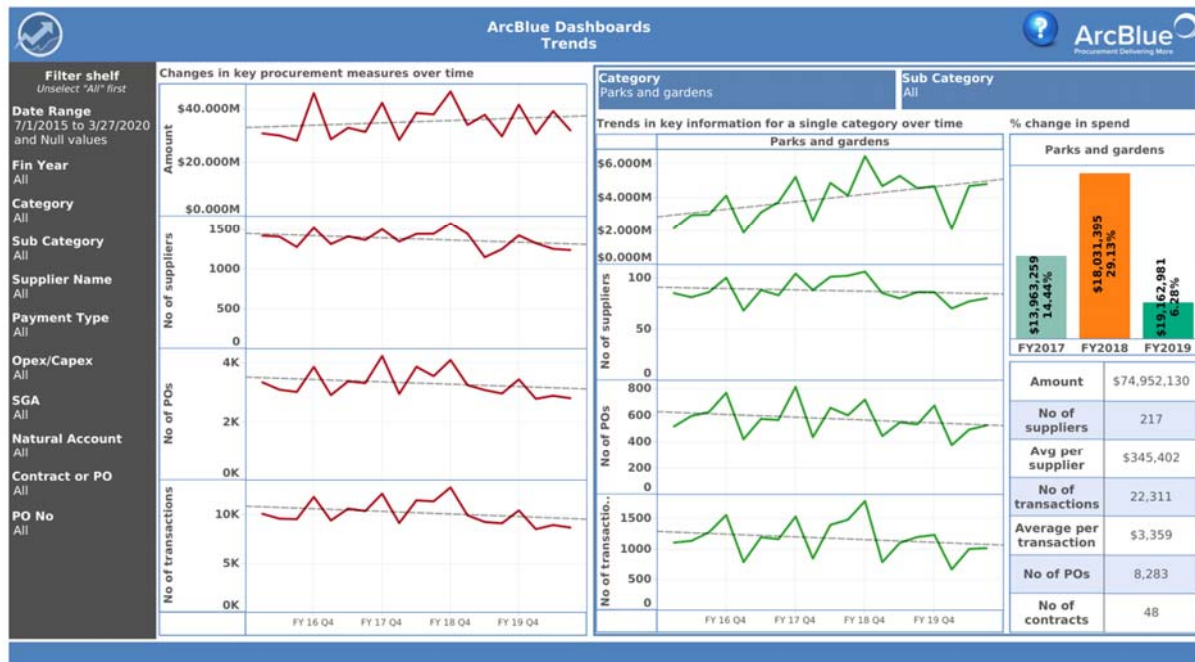 ArcBlue Dashboards
Trends
?
ArcBlue
Procurement Delivering More
Filter shelf
Unselect "All" first
Date Range
7/1/2015 to 3/27/2020
and Null values
Fin Year
All
Category
All
Sub Category
All
Supplier Name
All
Payment Type
All
Opex/Capex
All
SGA
All
Natural Account
All
Contract or PO
All
PO No
All
Changes in key procurement measures over time
Amount
$40.000M
$20.000M
$0.000M
No of suppliers
1500
1000
500
0
No of POs
4K
2K
0K
No of transactions
10K
5K
0K
FY 16 Q4 FY 17 Q4 FY 18 Q4 FY 19 Q4
Category
Parks and gardens
Sub Category
All
Trends in key information for a single category over time
Parks and gardens
$6.000M
$4.000M
$2.000M
$0.000M
No of suppliers
100
50
0
No of POs
800
600
400
200
0
No of transactio..
1500
1000
500
0
FY 16 Q4 FY 17 Q4 FY 18 Q4 FY 19 Q4
% change in spend
Parks and gardens
$13,963,259
14.44%
$18,031,395
29.13%
$19,162,981
6.28%
FY2017 FY2018 FY2019
Amount $74,952,130
No of
suppliers 217
Avg per
supplier $345,402
No of
transactions 22,311
Average per
transaction $3,359
No of POs 8,283
No of
contracts 48